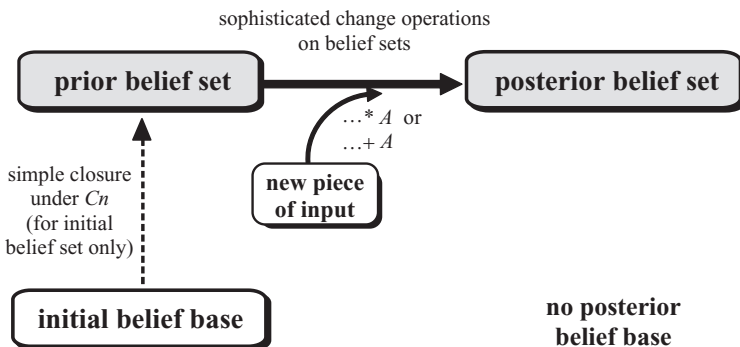 sophisticated change operations
on belief sets
prior belief set
posterior belief set
…* A or
…+ A
simple closure
under Cn
(for initial
belief set only)
new piece
of input
initial belief base
no posterior
belief base